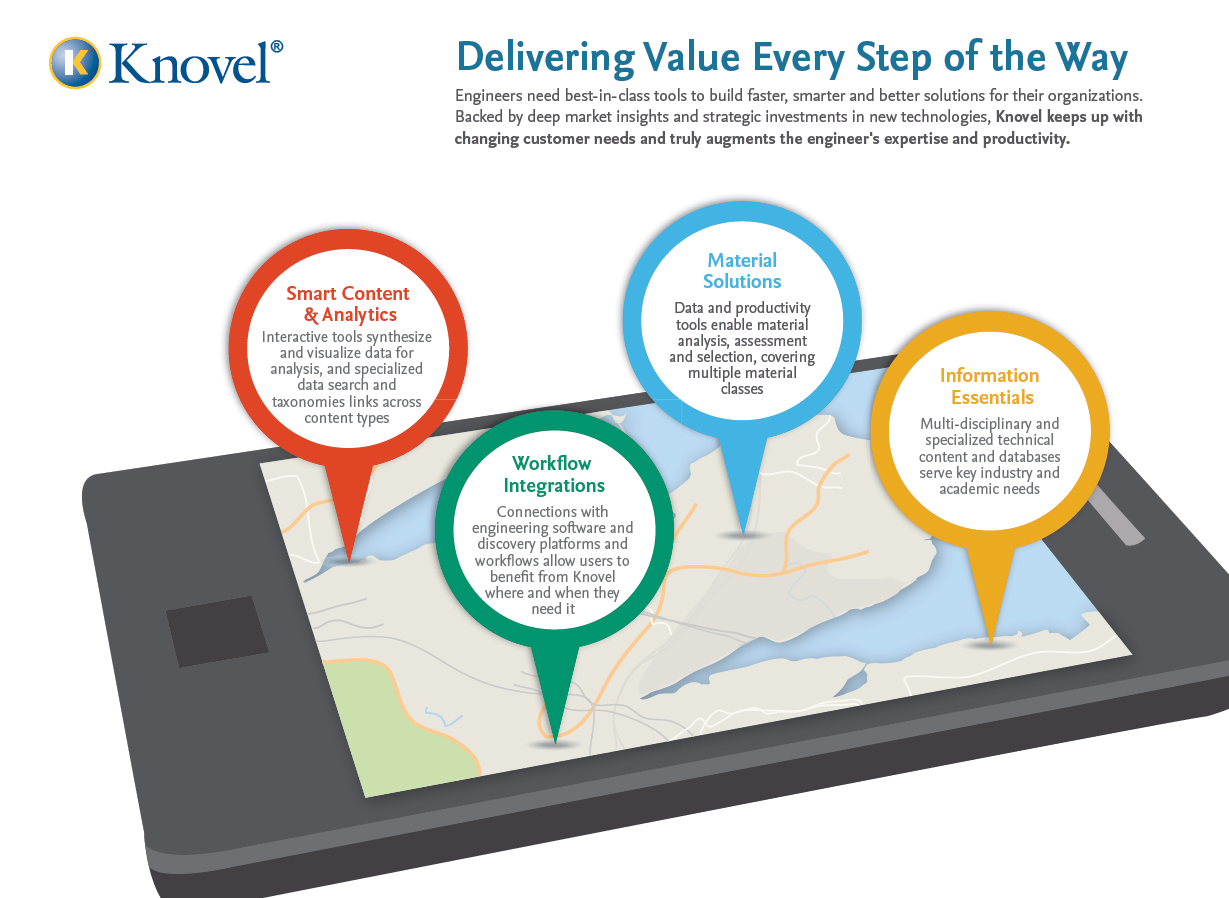 K Knovel®
Delivering Value Every Step of the Way
Engineers need best-in-class tools to build faster, smarter and better solutions for their organizations.
Backed by deep market insights and strategic investments in new technologies, Knovel keeps up with
changing customer needs and truly augments the engineer's expertise and productivity.
Smart Content
& Analytics
Interactive tools synthesize
and visualize data for
analysis, and specialized
data search and
taxonomies links across
content types
Workflow
Integrations
Connections with
engineering software and
discovery platforms and
workflows allow users to
benefit from Knovel
where and when they
need it
Material
Solutions
Data and productivity
tools enable material
analysis, assessment
and selection, covering
multiple material
classes
Information
Essentials
Multi-disciplinary and
specialized technical
content and databases
serve key industry and
academic needs